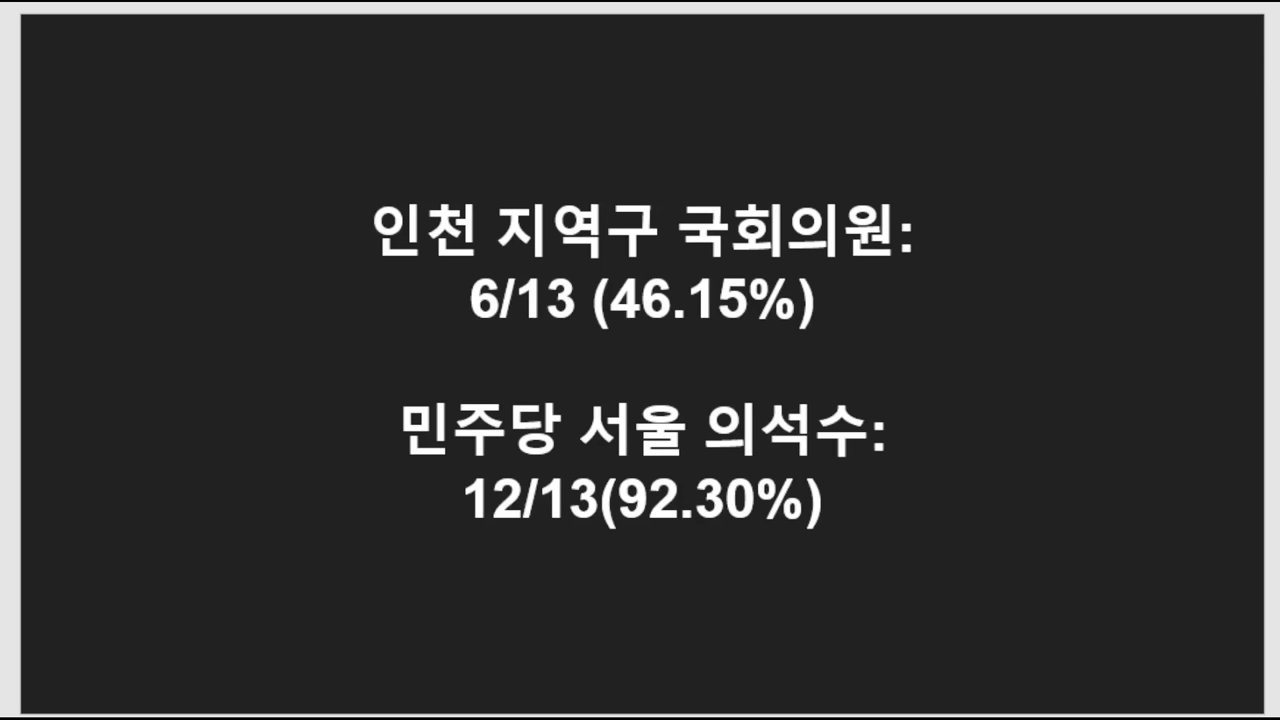 인천 지역구 국회의원:
6/13 (46.15%)
민주당 서울 의석수:
12/13(92.30%)